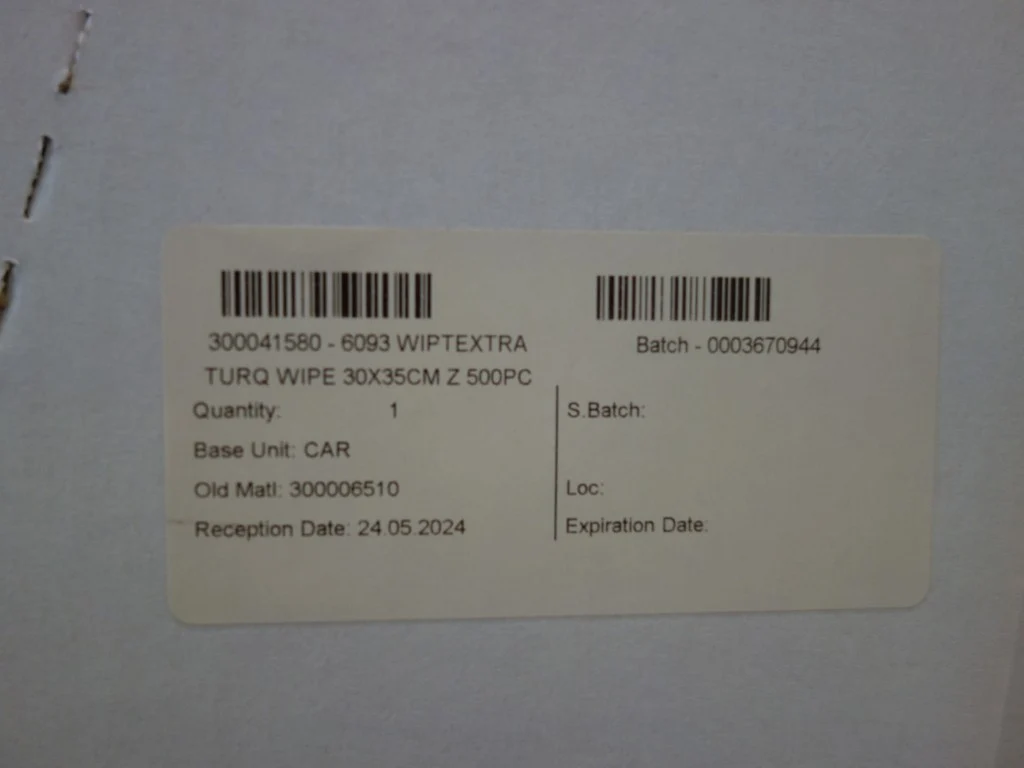 300041580 - 6093 WIPTEXTRA
TURQ WIPE 30X35CM Z 500PC
Quantity: 1
Base Unit: CAR
Old Matl: 300006510
Reception Date: 24.05.2024
Batch - 0003670944
S.Batch:
Loc:
Expiration Date: